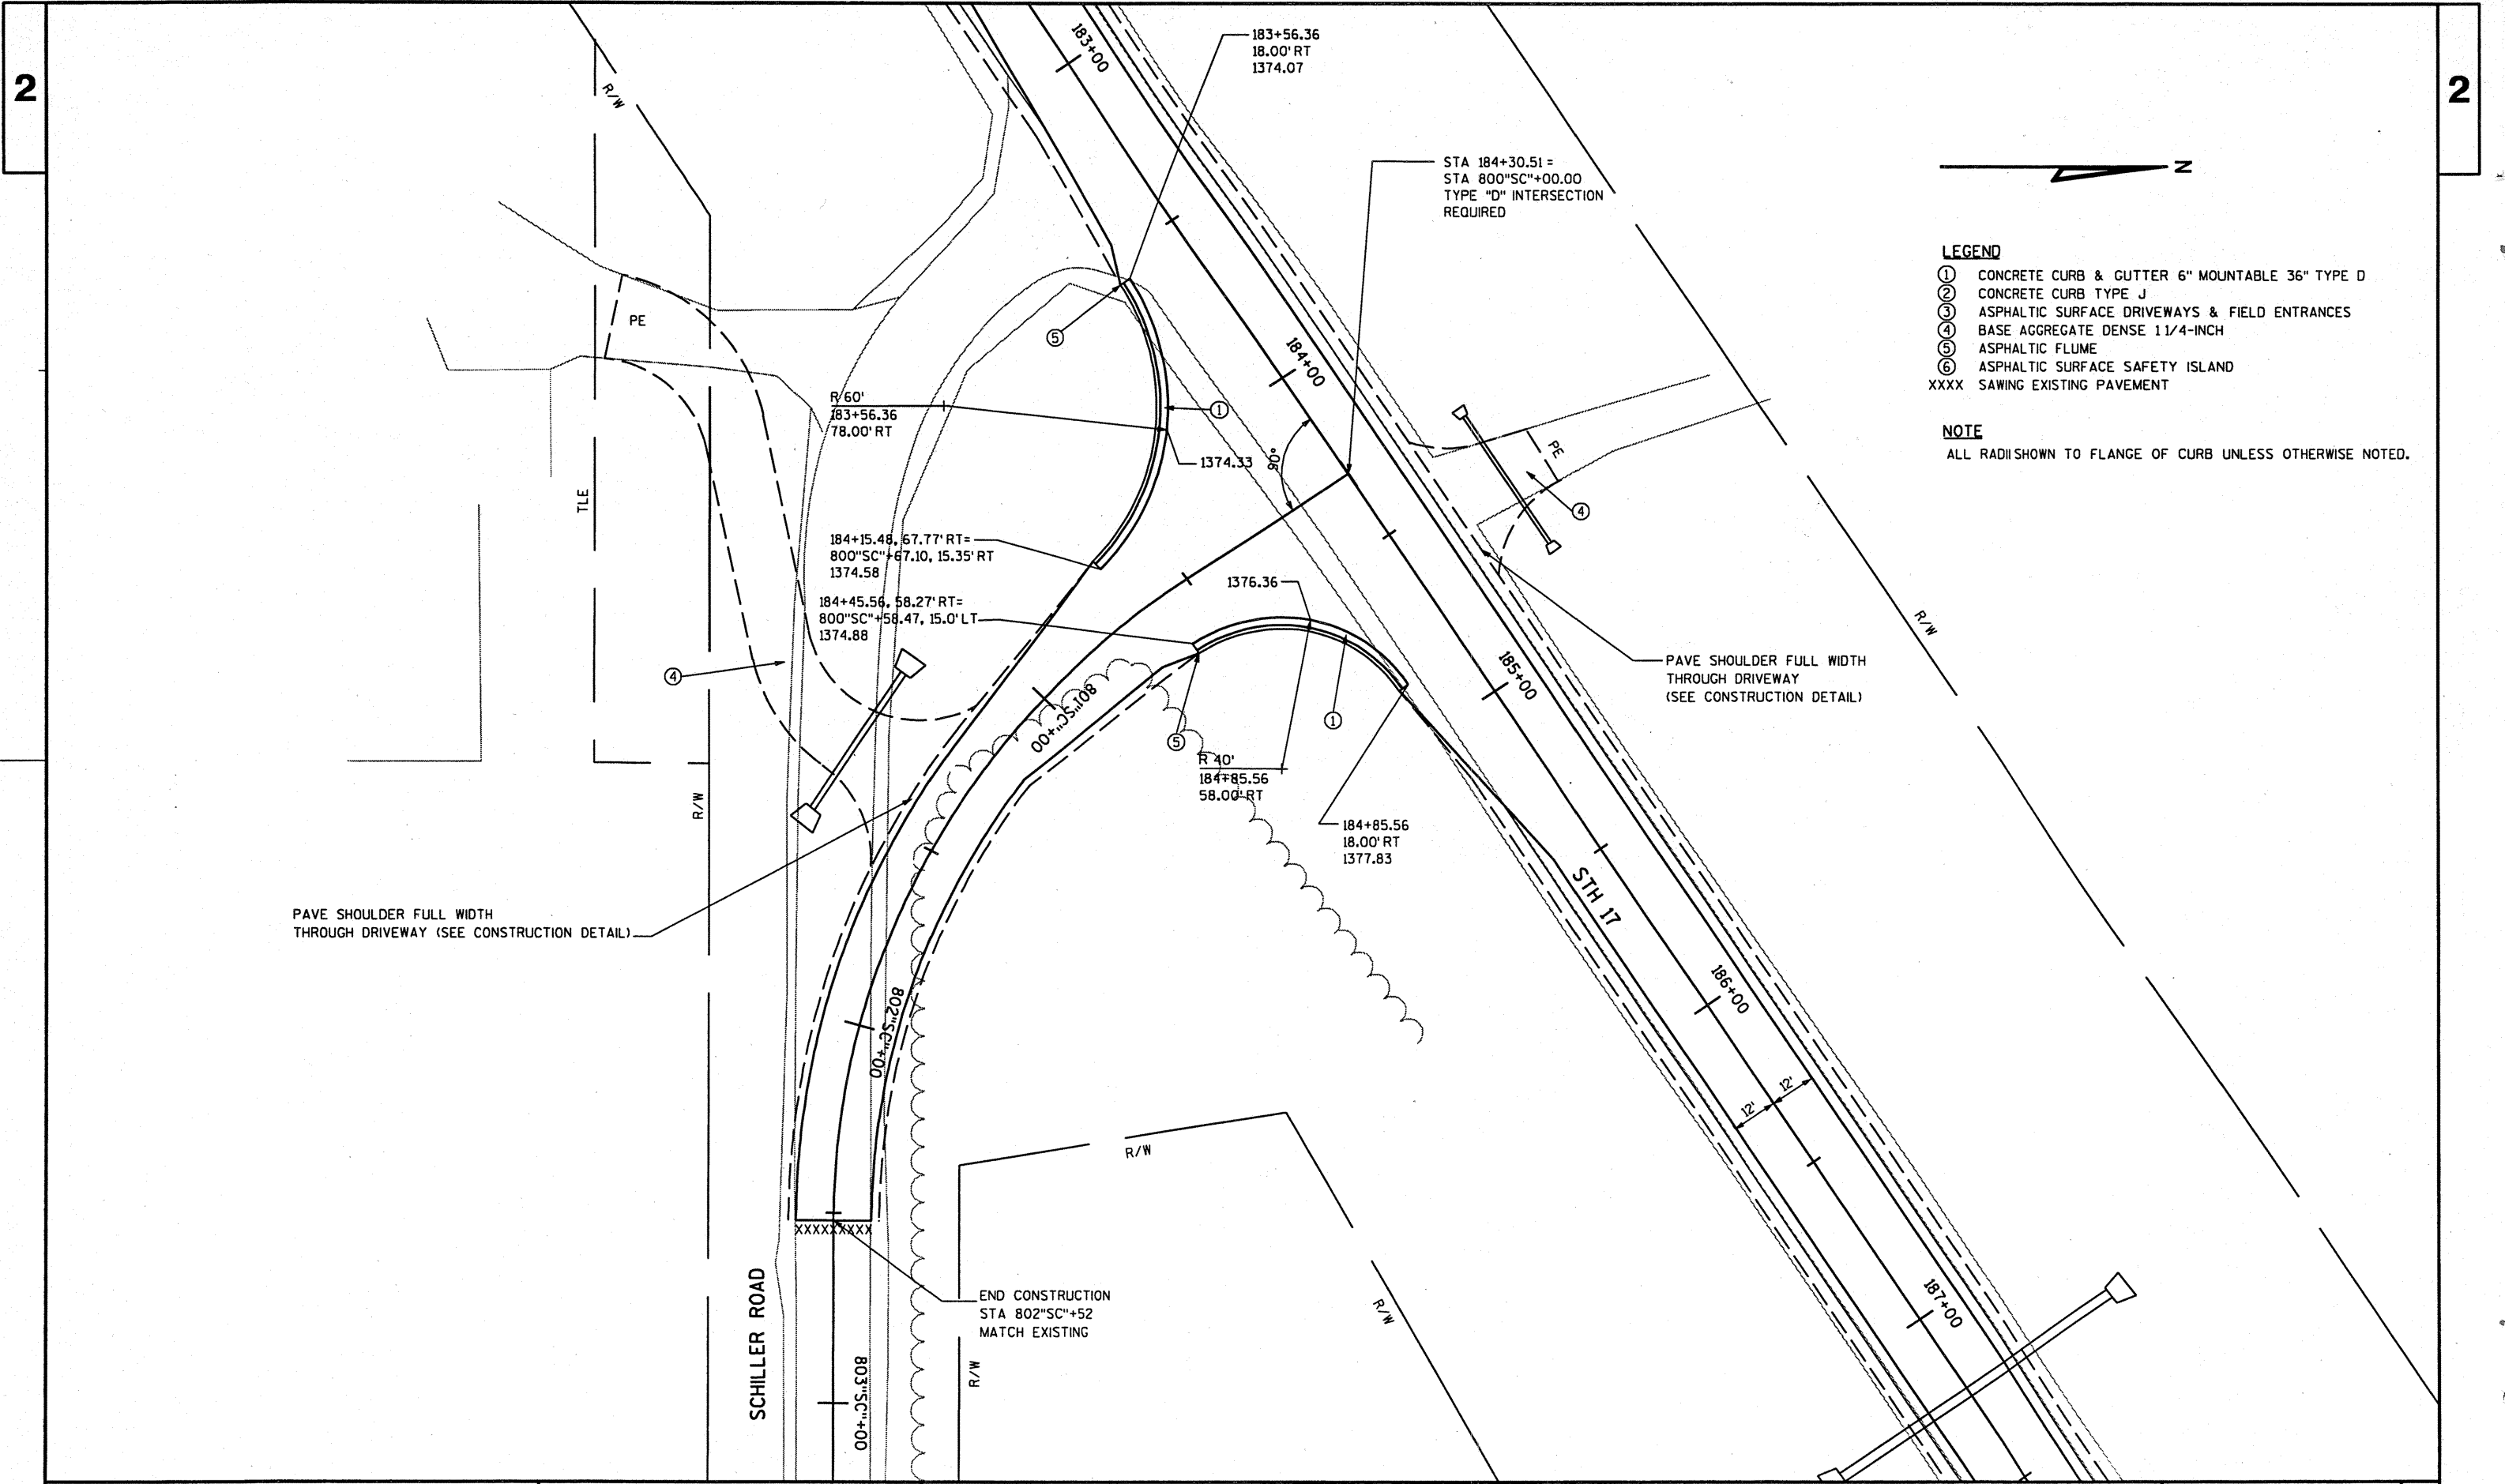 2
2
183+00
183+56.36
18.00' RT
1374.07
R/W
STA 184+30.51 =
STA 800"SC"+00.00
TYPE "D" INTERSECTION
REQUIRED
N
LEGEND
1 CONCRETE CURB & GUTTER 6" MOUNTABLE 36" TYPE D
2 CONCRETE CURB TYPE J
3 ASPHALTIC SURFACE DRIVEWAYS & FIELD ENTRANCES
4 BASE AGGREGATE DENSE 1 1/4-INCH
5 ASPHALTIC FLUME
6 ASPHALTIC SURFACE SAFETY ISLAND
XXXX SAWING EXISTING PAVEMENT
NOTE
ALL RADII SHOWN TO FLANGE OF CURB UNLESS OTHERWISE NOTED.
PE
5
184+00
R 60'
183+56.36
78.00' RT
1
1374.33
90°
PE
4
TLE
184+15.48, 67.77' RT=
800"SC"+67.10, 15.35' RT
1374.58
184+45.56, 58.27' RT=
800"SC"+58.47, 15.0' LT
1374.88
1376.36
R/W
4
185+00
PAVE SHOULDER FULL WIDTH
THROUGH DRIVEWAY
(SEE CONSTRUCTION DETAIL)
801"SC"+00
5
1
R 40'
184+85.56
58.00' RT
R/W
184+85.56
18.00' RT
1377.83
STH 17
PAVE SHOULDER FULL WIDTH
THROUGH DRIVEWAY (SEE CONSTRUCTION DETAIL)
186+00
802"SC"+00
12'
12'
R/W
XXXXXXXXX
END CONSTRUCTION
STA 802"SC"+52
MATCH EXISTING
SCHILLER ROAD
R/W
R/W
187+00
803"SC"+00